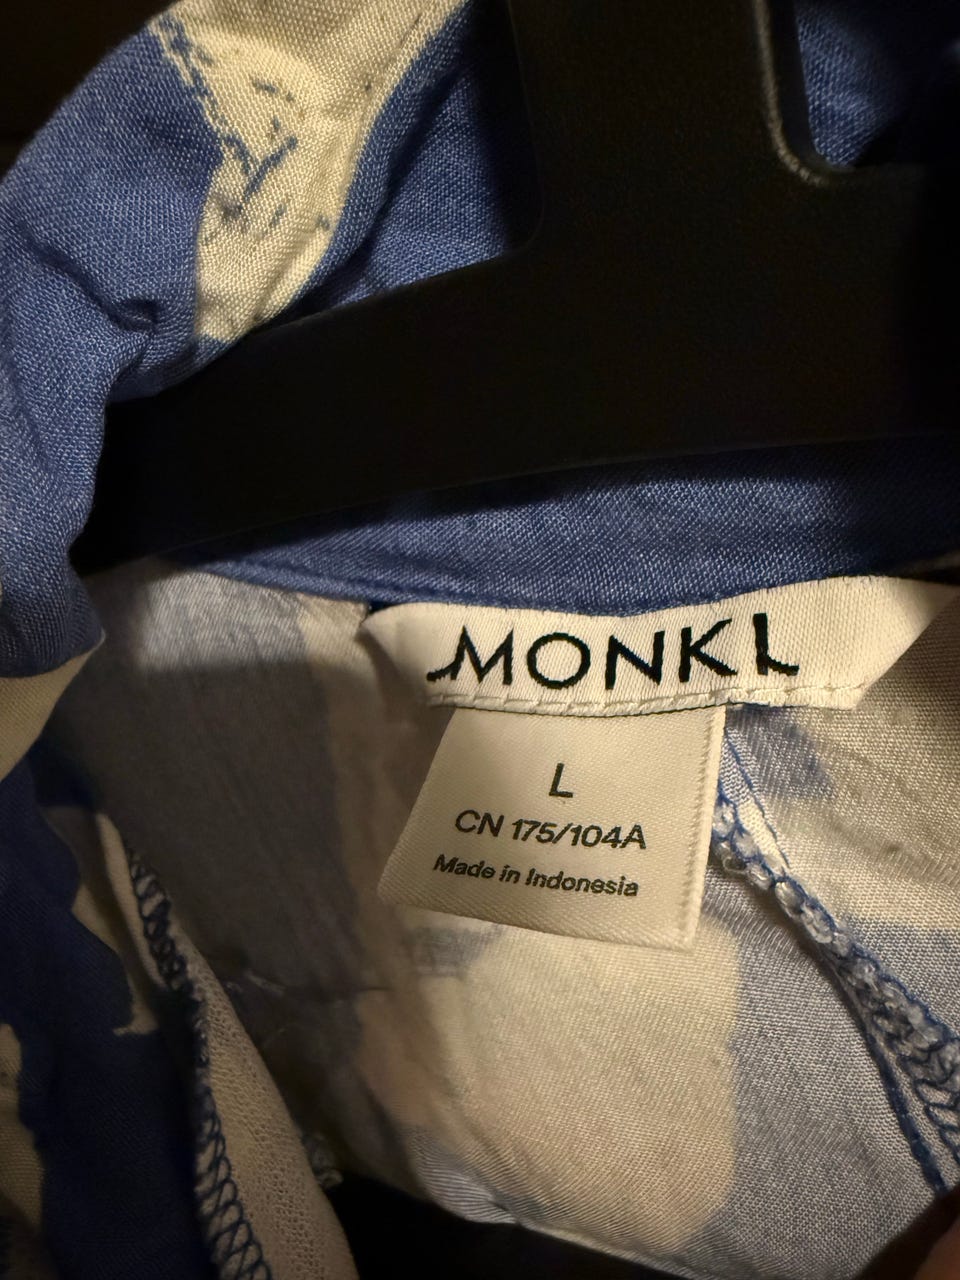 MONKI
L
CN 175/104A
Made in Indonesia